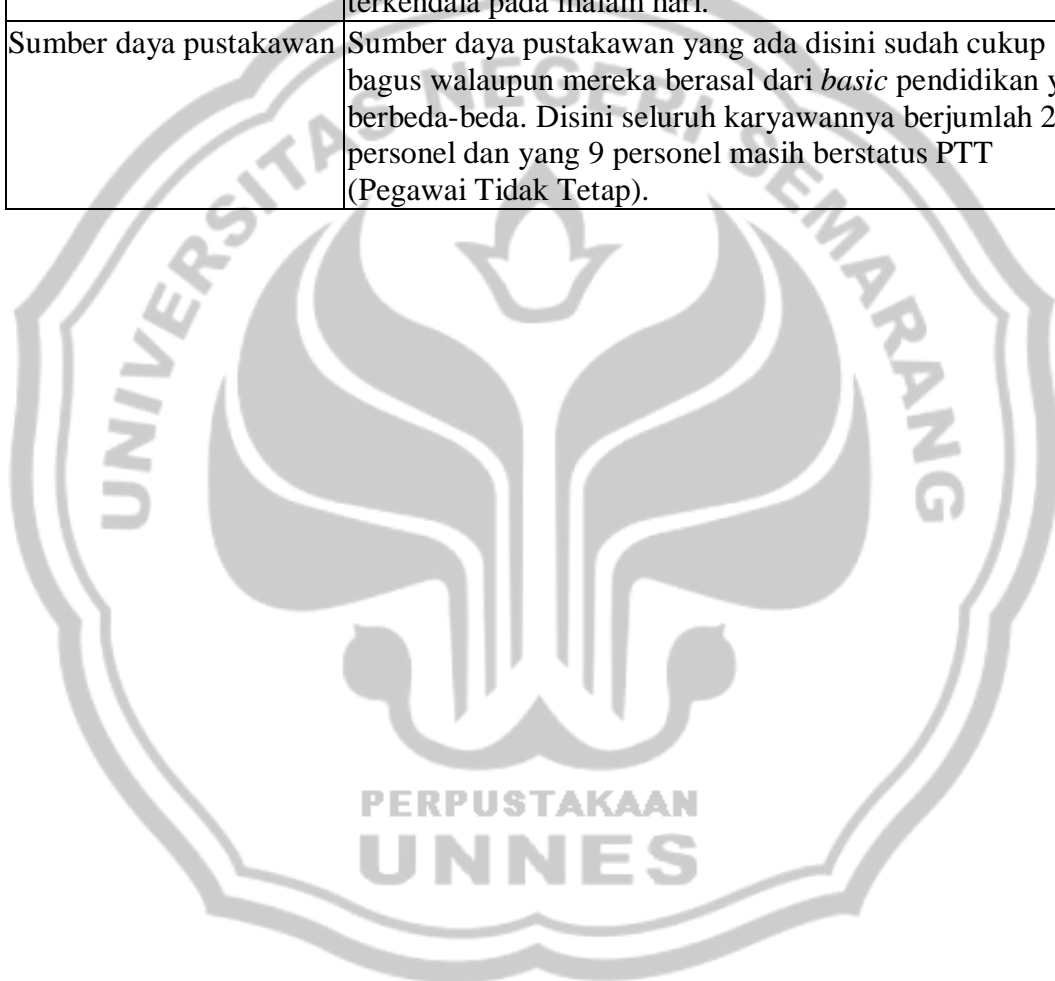 terkendala pada malam hari.
Sumber daya pustakawan
Sumber daya pustakawan yang ada disini sudah cukup
bagus walaupun mereka berasal dari basic pendidikan
berbeda-beda. Disini seluruh karyawannya berjumlah
personel dan yang 9 personel masih berstatus PTT
(Pegawai Tidak Tetap).
UNIVERSITAS NEGERI SEMARANG
PERPUSTAKAAN
UNNES